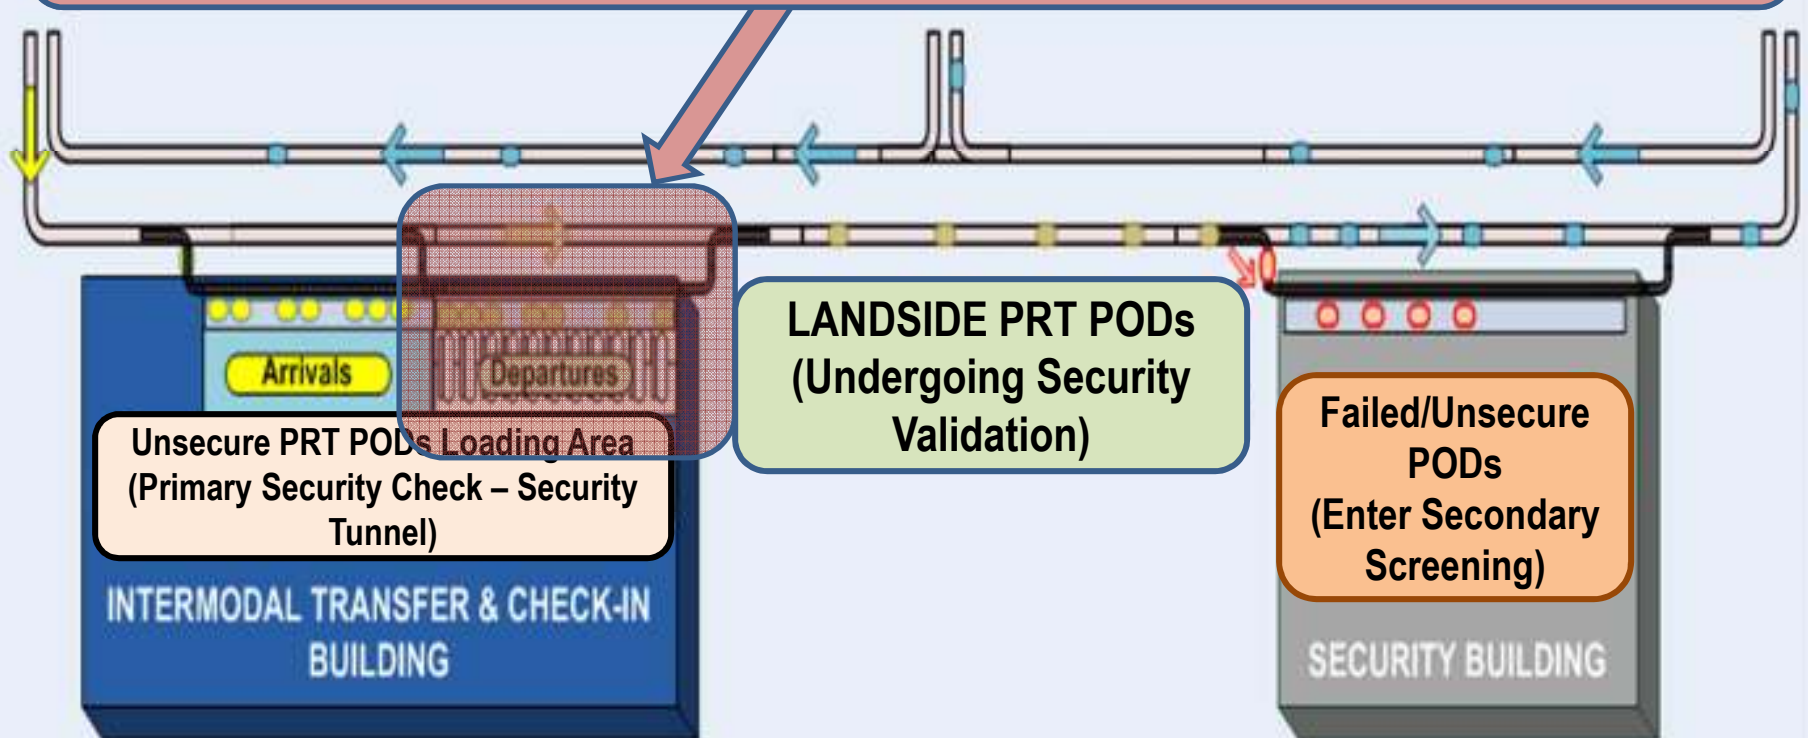 Arrivals
Departures
Unsecure PRT PODs Loading Area
(Primary Security Check – Security
Tunnel)
INTERMODAL TRANSFER & CHECK-IN
BUILDING
LANDSIDE PRT PODs
(Undergoing Security
Validation)
Failed/Unsecure
PODs
(Enter Secondary
Screening)
SECURITY BUILDING